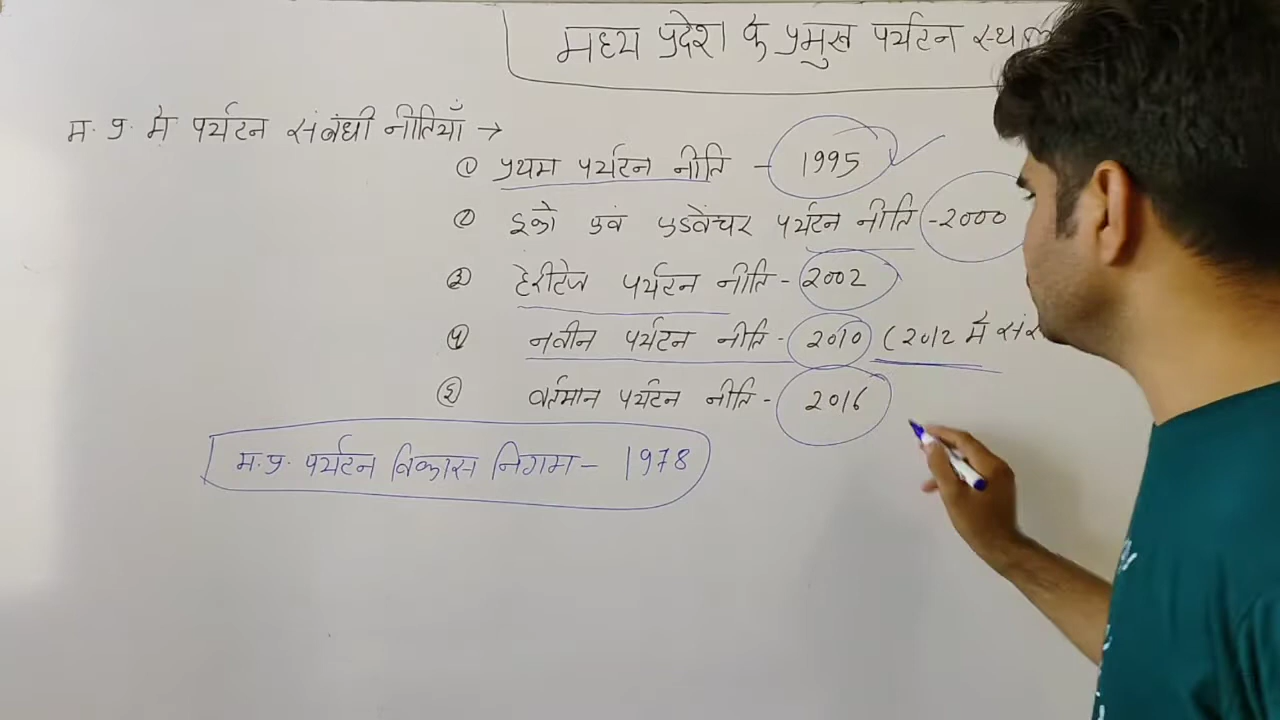 मध्य प्रदेश के प्रमुख पर्यटन
म. प्र. में पर्यटन संबंधी नीतियाँ →
① प्रथम पर्यटन नीति - 1995 ✓
② इको एवं एडवेंचर पर्यटन नीति - 2000
③ हेरीटेज पर्यटन नीति - 2002
④ नवीन पर्यटन नीति - 2010 (2012 में
⑤ वर्तमान पर्यटन नीति - 2016
म. प्र. पर्यटन विकास निगम - 1978